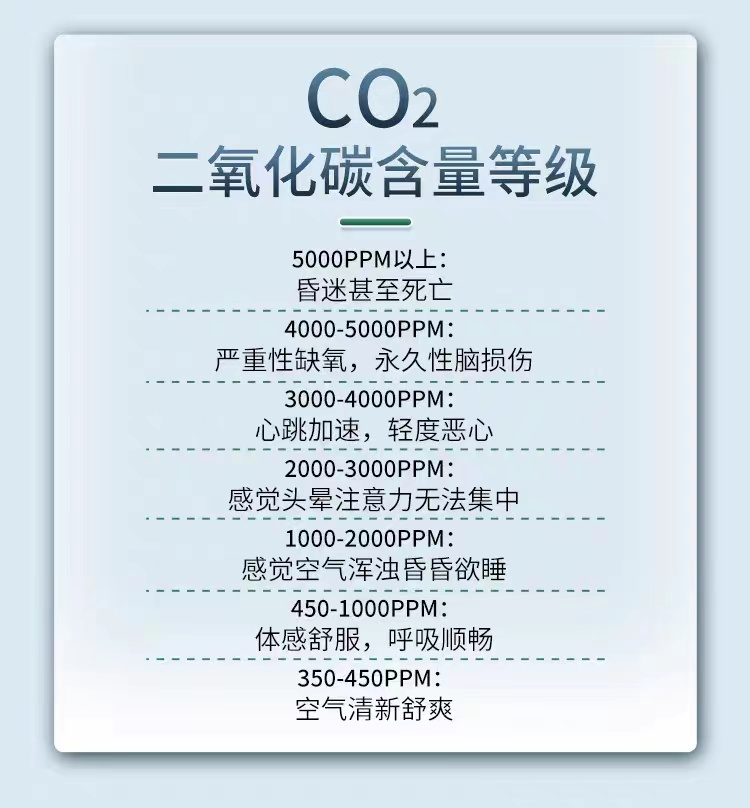 CO2
二氧化碳含量等级
5000PPM以上：
昏迷甚至死亡
4000-5000PPM：
严重性缺氧，永久性脑损伤
3000-4000PPM：
心跳加速，轻度恶心
2000-3000PPM：
感觉头晕注意力无法集中
1000-2000PPM：
感觉空气浑浊昏昏欲睡
450-1000PPM：
体感舒服，呼吸顺畅
350-450PPM：
空气清新舒爽